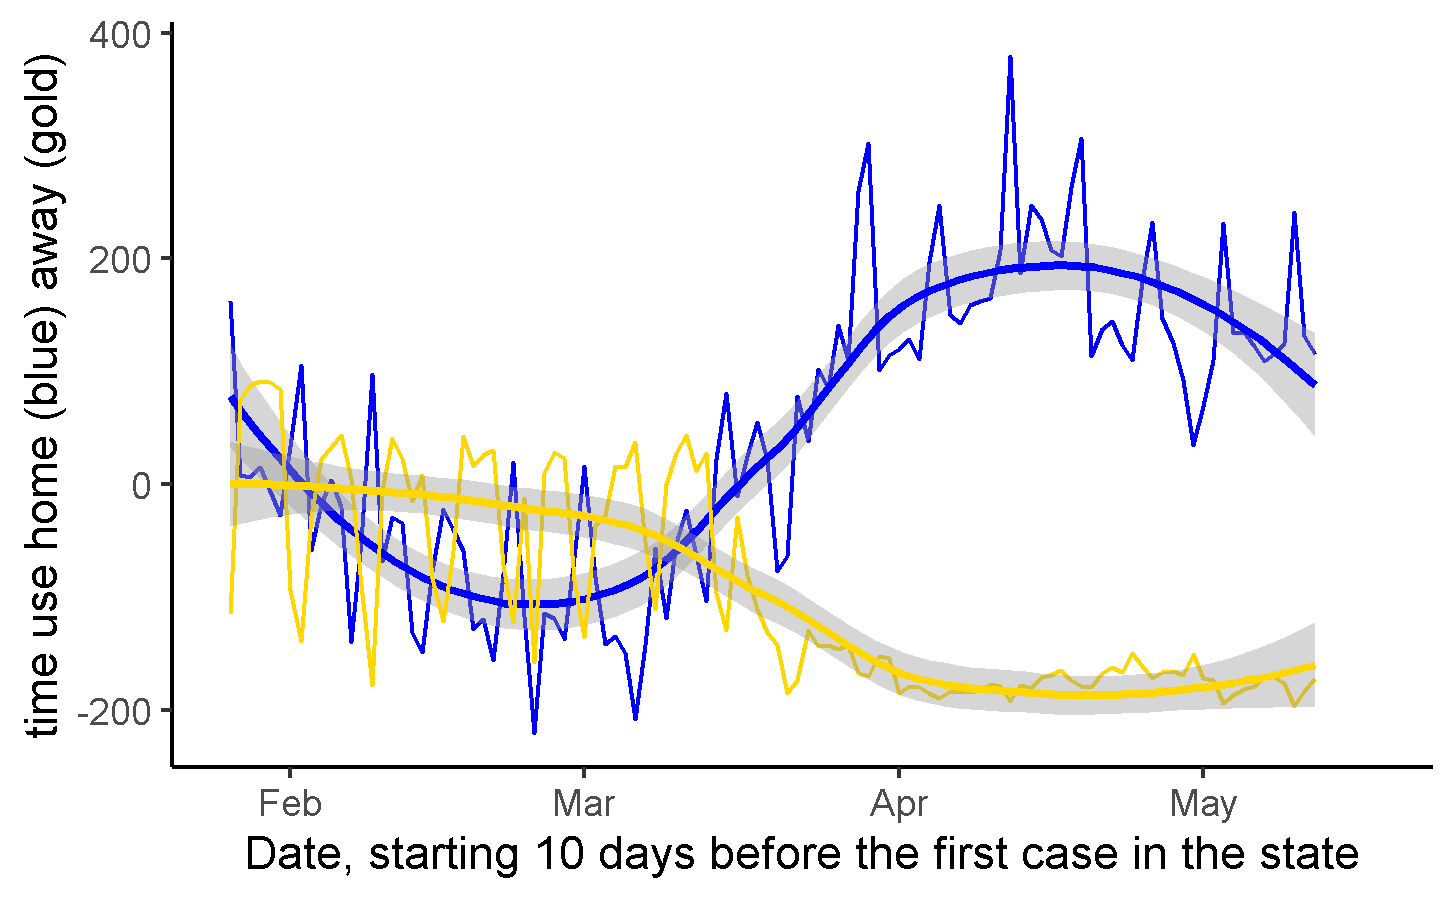 time use home (blue) away (gold)
400
200
0
-200
Feb Mar Apr May
Date, starting 10 days before the first case in the state